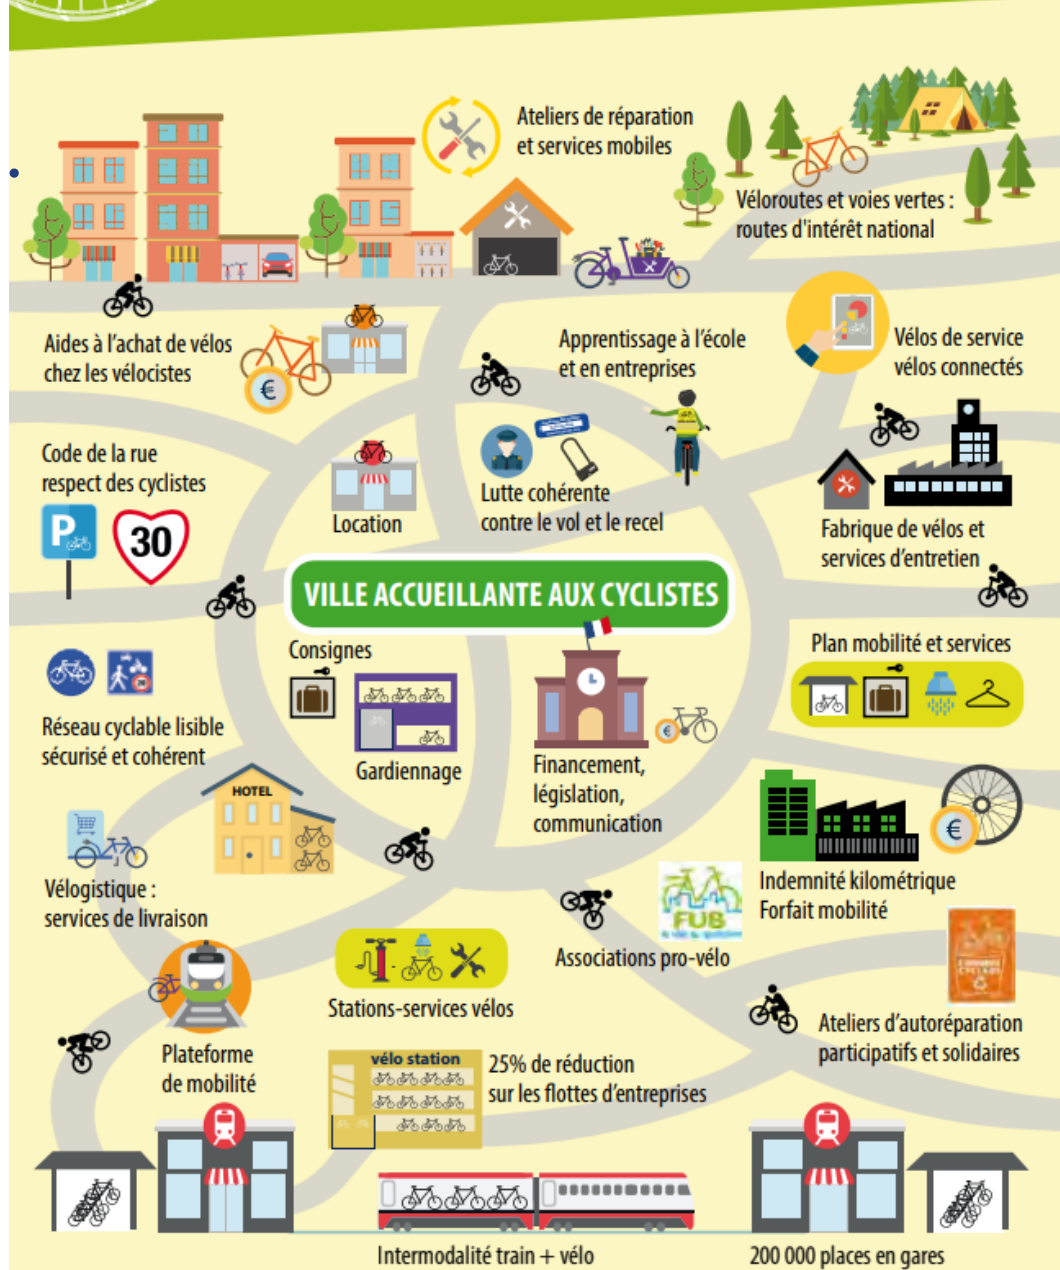 Ateliers de réparation
et services mobiles
Véloroutes et voies vertes :
routes d'intérêt national
Aides à l'achat de vélos
chez les vélocistes
€
Apprentissage à l'école
et en entreprises
Vélos de service
vélos connectés
Code de la rue
respect des cyclistes
P
30
Location
Lutte cohérente
contre le vol et le recel
Fabrique de vélos et
services d'entretien
VILLE ACCUEILLANTE AUX CYCLISTES
Consignes
Gardiennage
Financement,
législation,
communication
€
Plan mobilité et services
Réseau cyclable lisible
sécurisé et cohérent
HOTEL
Vélogistique :
services de livraison
€
Indemnité kilométrique
Forfait mobilité
FUB
Associations pro-vélo
Stations-services vélos
Ateliers d'autoréparation
participatifs et solidaires
Plateforme
de mobilité
vélo station
25% de réduction
sur les flottes d'entreprises
Intermodalité train + vélo
200 000 places en gares